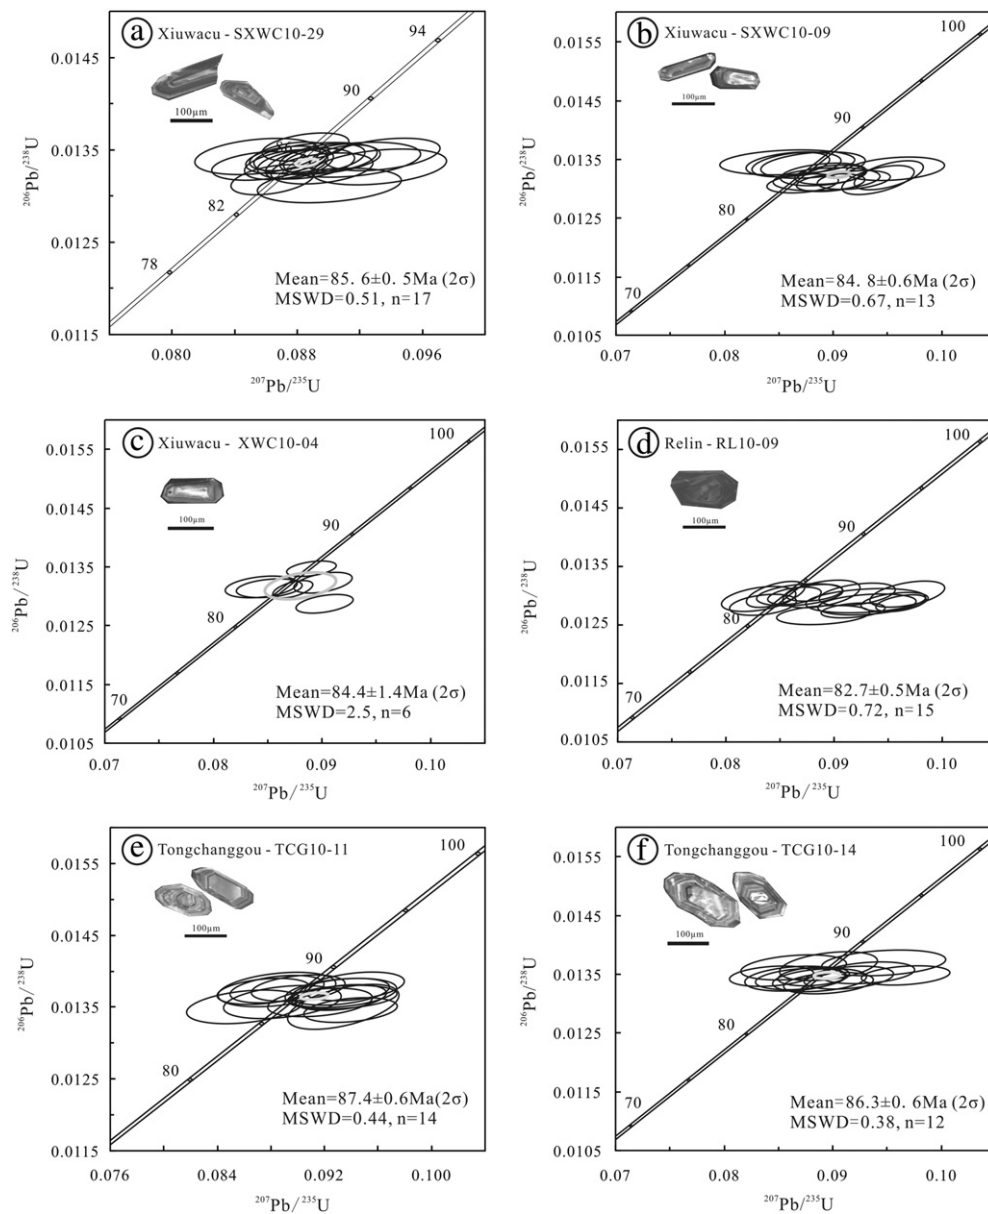 a Xiuwacu - SXWC10-29
94
0.0145
90
100μm
0.0135
86
²⁰⁶Pb/²³⁸U
82
0.0125
78
Mean=85. 6±0. 5Ma (2σ)
MSWD=0.51, n=17
0.0115
0.080
0.088
0.096
²⁰⁷Pb/²³⁵U
b Xiuwacu - SXWC10-09
100
0.0155
0.0145
90
100μm
0.0135
²⁰⁶Pb/²³⁸U
80
0.0125
0.0115
70
Mean=84. 8±0.6Ma (2σ)
MSWD=0.67, n=13
0.0105
0.07
0.08
0.09
0.10
²⁰⁷Pb/²³⁵U
c Xiuwacu - XWC10-04
100
0.0155
0.0145
90
100μm
0.0135
²⁰⁶Pb/²³⁸U
80
0.0125
0.0115
70
Mean=84.4±1.4Ma (2σ)
MSWD=2.5, n=6
0.0105
0.07
0.08
0.09
0.10
²⁰⁷Pb/²³⁵U
d Relin - RL10-09
100
0.0155
0.0145
90
100μm
0.0135
²⁰⁶Pb/²³⁸U
80
0.0125
0.0115
70
Mean=82.7±0.5Ma (2σ)
MSWD=0.72, n=15
0.0105
0.07
0.08
0.09
0.10
²⁰⁷Pb/²³⁵U
e Tongchanggou - TCG10-11
100
0.0155
0.0145
100μm
90
0.0135
²⁰⁶Pb/²³⁸U
80
0.0125
Mean=87.4±0.6Ma(2σ)
MSWD=0.44, n=14
0.0115
0.076
0.084
0.092
0.100
²⁰⁷Pb/²³⁵U
f Tongchanggou - TCG10-14
100
0.0155
0.0145
90
100μm
0.0135
²⁰⁶Pb/²³⁸U
80
0.0125
0.0115
70
Mean=86.3±0. 6Ma (2σ)
MSWD=0.38, n=12
0.0105
0.07
0.08
0.09
0.10
²⁰⁷Pb/²³⁵U